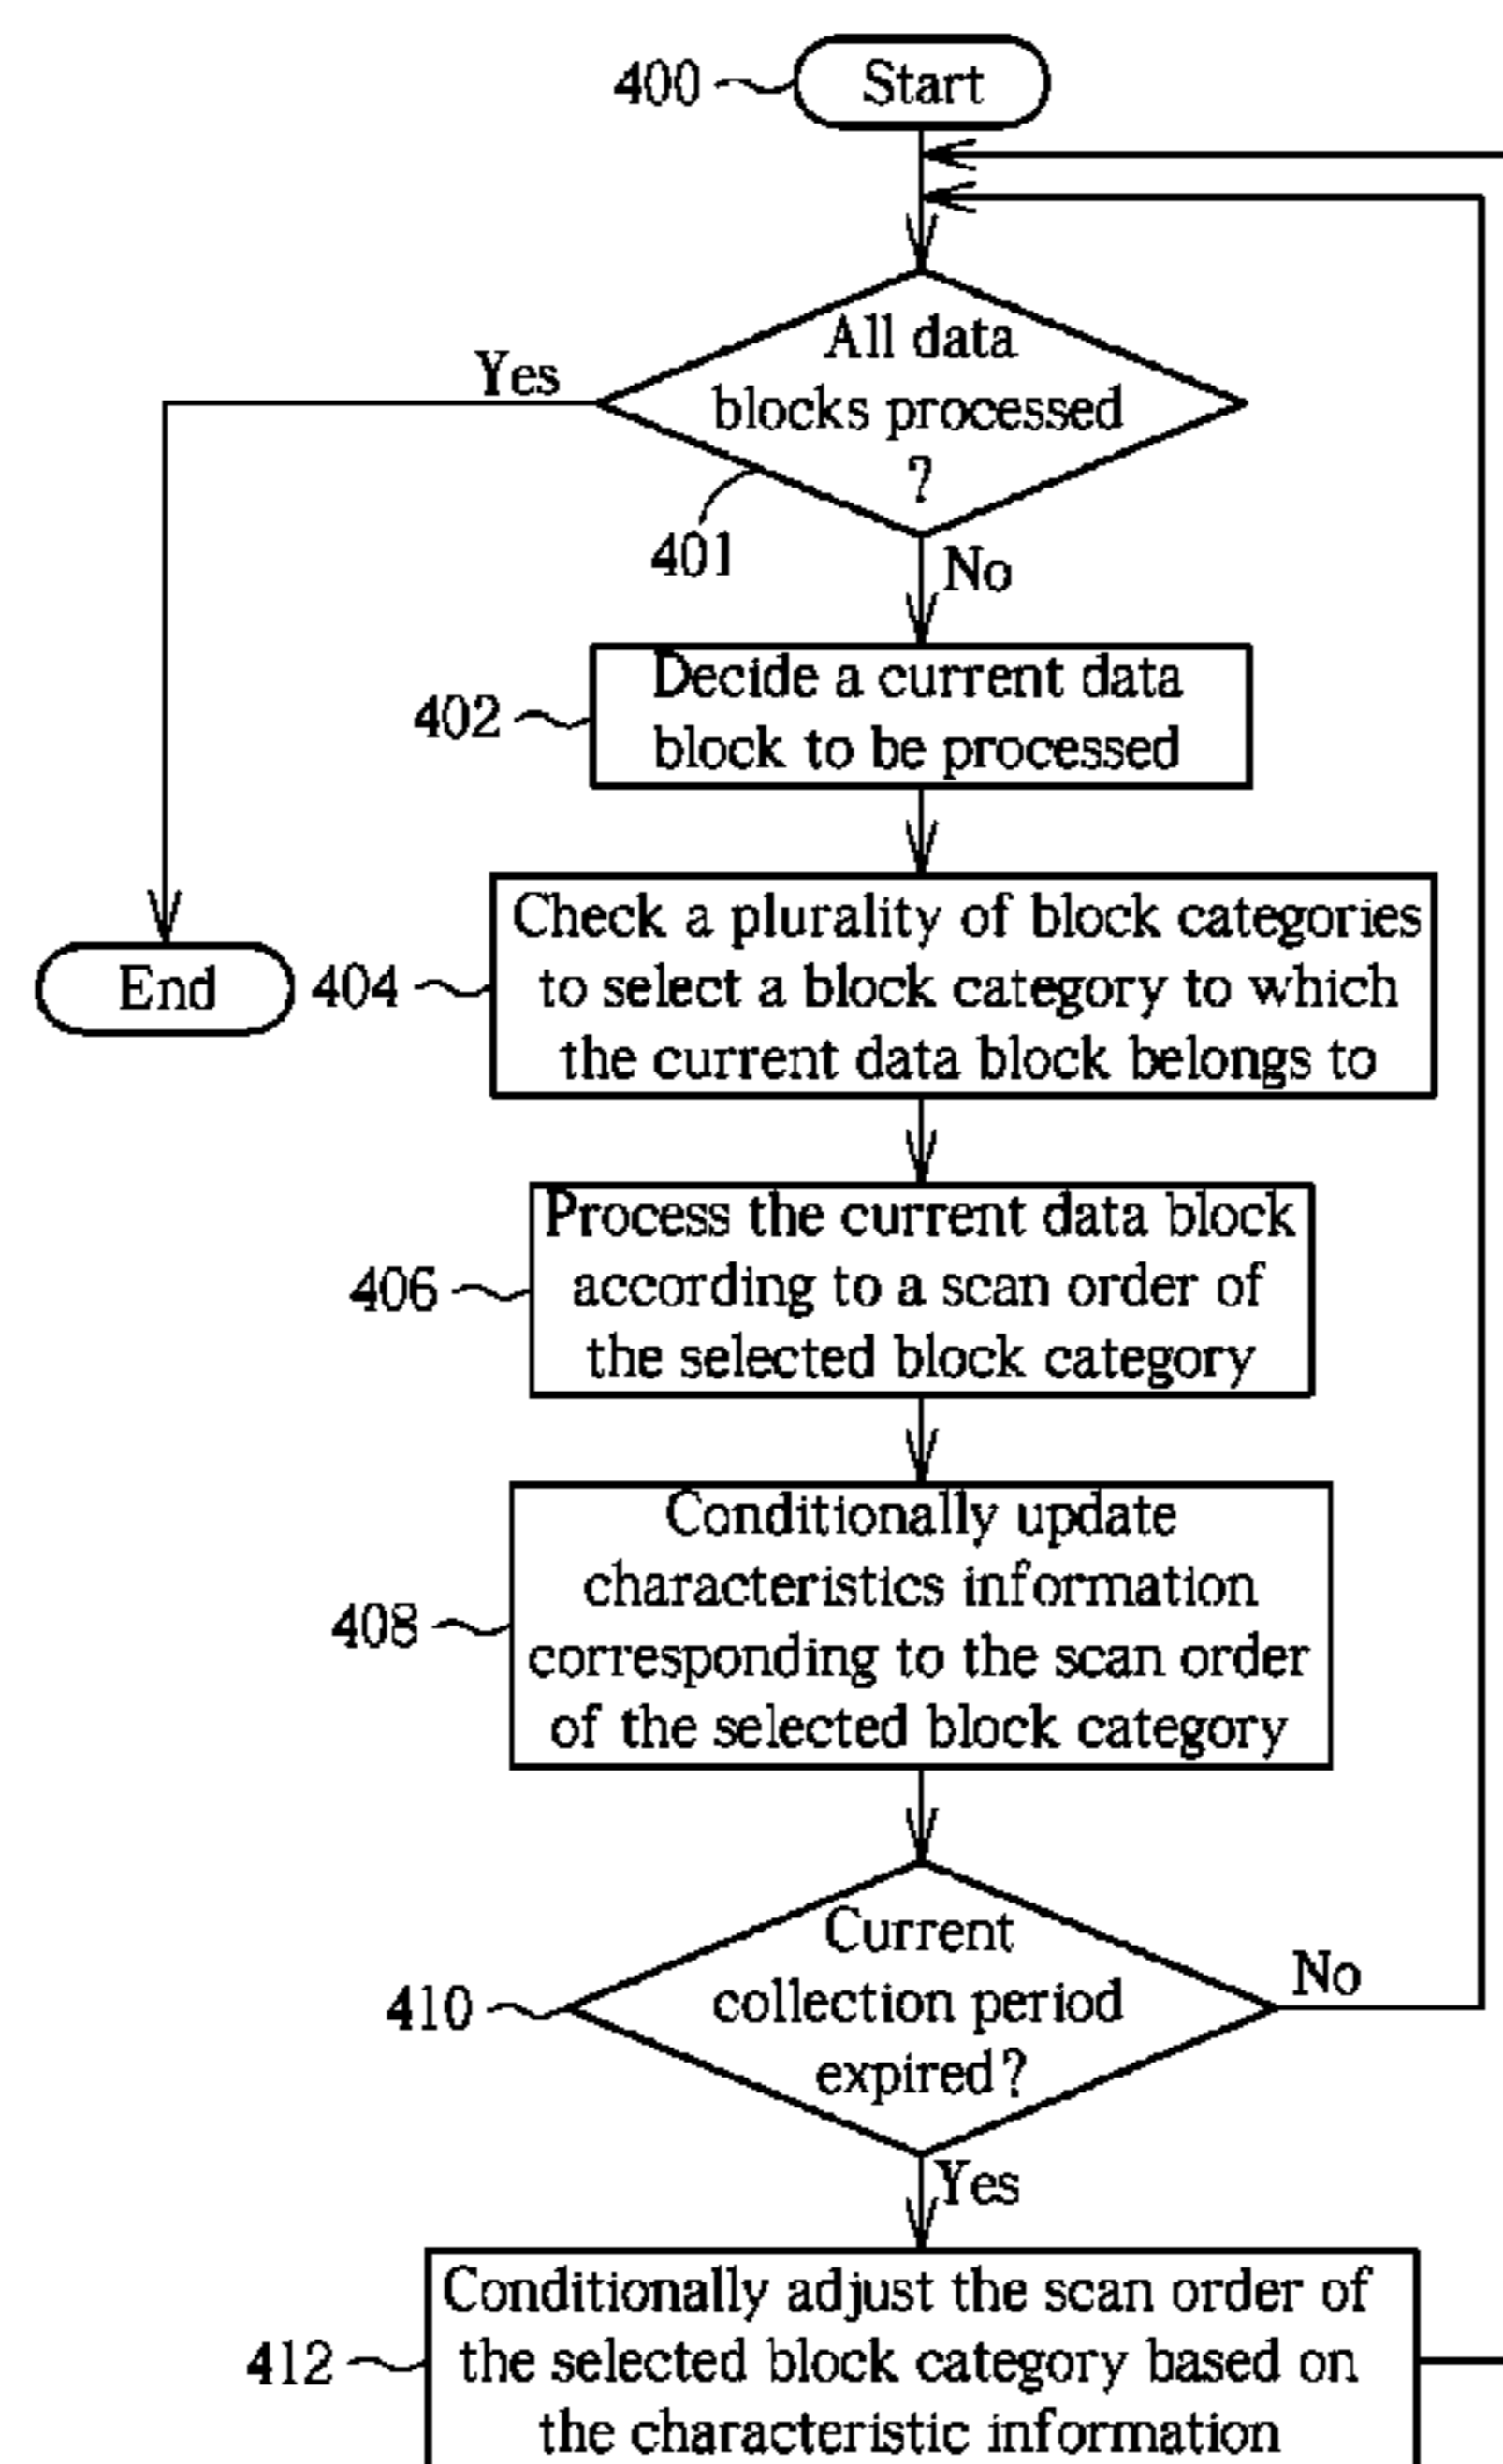 400
Start
All data
blocks processed
?
Yes
401
No
402
Decide a current data
block to be processed
End
404
Check a plurality of block categories
to select a block category to which
the current data block belongs to
406
Process the current data block
according to a scan order of
the selected block category
408
Conditionally update
characteristics information
corresponding to the scan order
of the selected block category
410
Current
collection period
expired?
No
Yes
412
Conditionally adjust the scan order of
the selected block category based on
the characteristic information